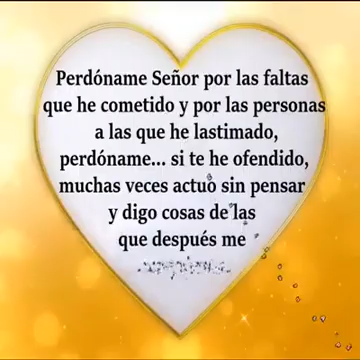 Perdóname Señor por las faltas
que he cometido y por las personas
a las que he lastimado,
perdóname... si te he ofendido,
muchas veces actuo sin pensar
y digo cosas de las
que después me